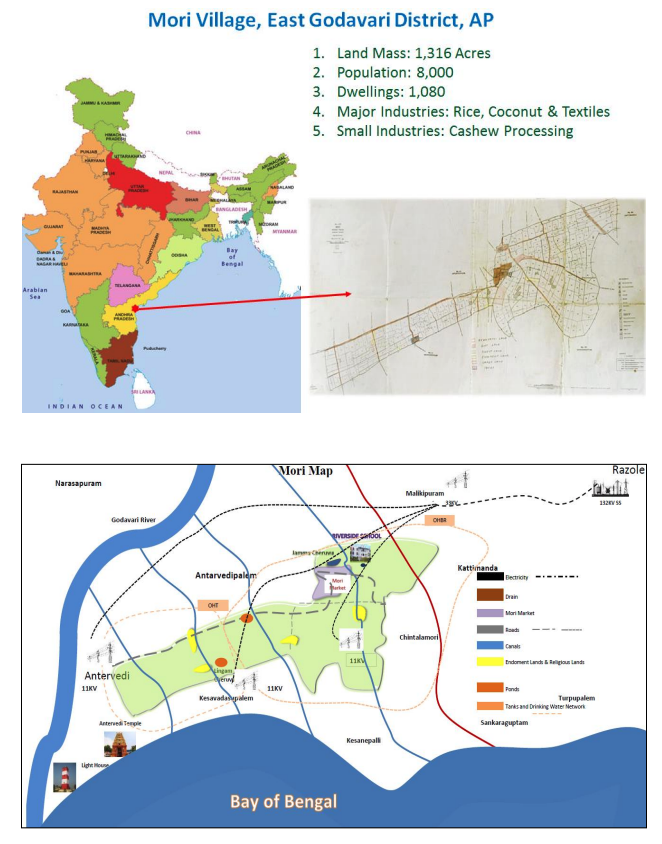 Mori Village, East Godavari District, AP
1. Land Mass: 1,316 Acres
2. Population: 8,000
3. Dwellings: 1,080
4. Major Industries: Rice, Coconut & Textiles
5. Small Industries: Cashew Processing
JAMMU & KASHMIR
HIMACHAL
PRADESH
PUNJAB
UTTARAKHAND
HARYANA
DELHI
CHINA
NEPAL
UTTAR
PRADESH
RAJASTHAN
BIHAR
SIKKIM
BHUTAN
ARUNACHAL
PRADESH
ASSAM
NAGALAND
MEGHALAYA
MANIPUR
BANGLADESH
TRIPURA
MIZORAM
MYANMAR
GUJARAT
MADHYA
PRADESH
JHARKHAND
WEST
BENGAL
CHHATTISGARH
ODISHA
Daman & Diu
DADRA &
NAGAR HAVELI
MAHARASHTRA
TELANGANA
Bay
of
Bengal
Arabian
Sea
GOA
KARNATAKA
ANDHRA
PRADESH
KERALA
TAMIL NADU
Puducherry
SRI LANKA
INDIAN OCEAN
Mori Map
Razole
Narasapuram
Malikipuram
33KV
132KV SS
Godavari River
OHBR
RIVERSIDE SCHOOL
Jammu Cheruva
Antarvedipalem
Mori
Market
Kattimanda
Electricity
Drain
Mori Market
Roads
Canals
Endoment Lands & Religious Lands
Ponds
Turpupalem
Tanks and Drinking Water Network
Sankaraguptam
OHT
Chintalamori
Lingam
Cheruvu
11KV
Antervedi
11KV
11KV
Kesavadasupalem
Antervedi Temple
Kesanepalli
Light House
Bay of Bengal